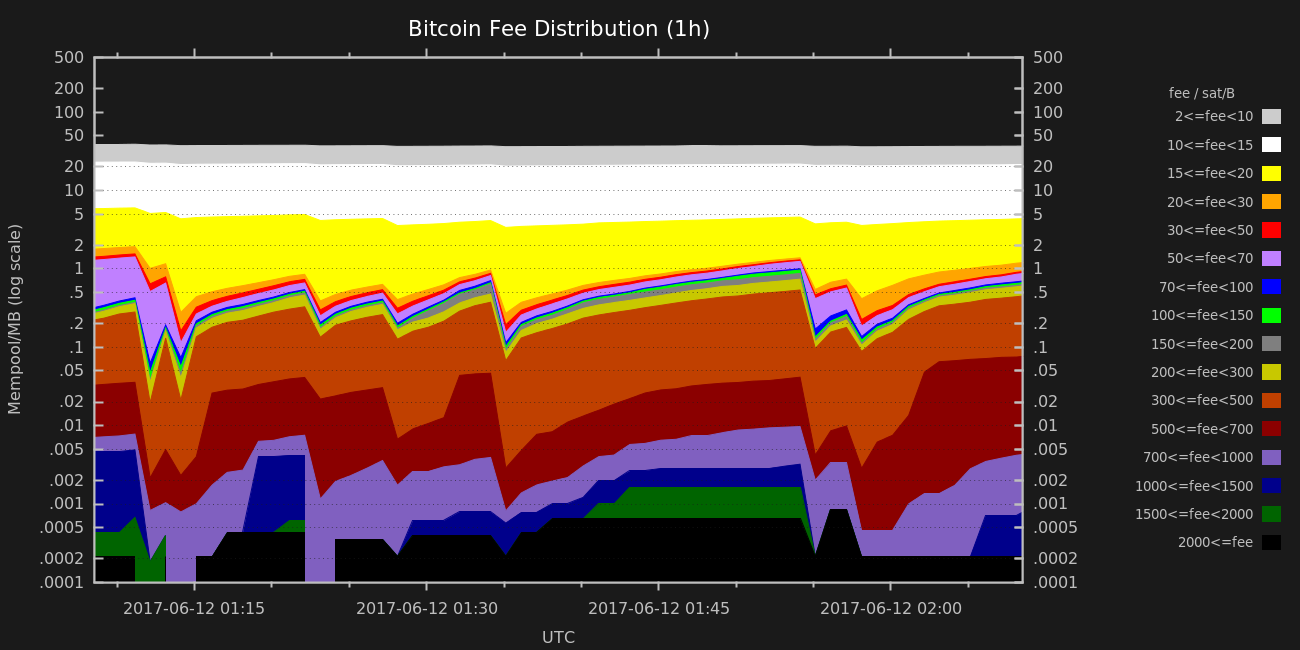 Bitcoin Fee Distribution (1h)
500 500
200 200
100 100
50 50
20 20
10 10
5 5
2 2
1 1
.5 .5
.2 .2
.1 .1
.05 .05
.02 .02
.01 .01
.005 .005
.002 .002
.001 .001
.0005 .0005
.0002 .0002
.0001 .0001
Mempool/MB (log scale)
2017-06-12 01:15 2017-06-12 01:30 2017-06-12 01:45 2017-06-12 02:00
UTC
fee / sat/B
2<=fee<10
10<=fee<15
15<=fee<20
20<=fee<30
30<=fee<50
50<=fee<70
70<=fee<100
100<=fee<150
150<=fee<200
200<=fee<300
300<=fee<500
500<=fee<700
700<=fee<1000
1000<=fee<1500
1500<=fee<2000
2000<=fee